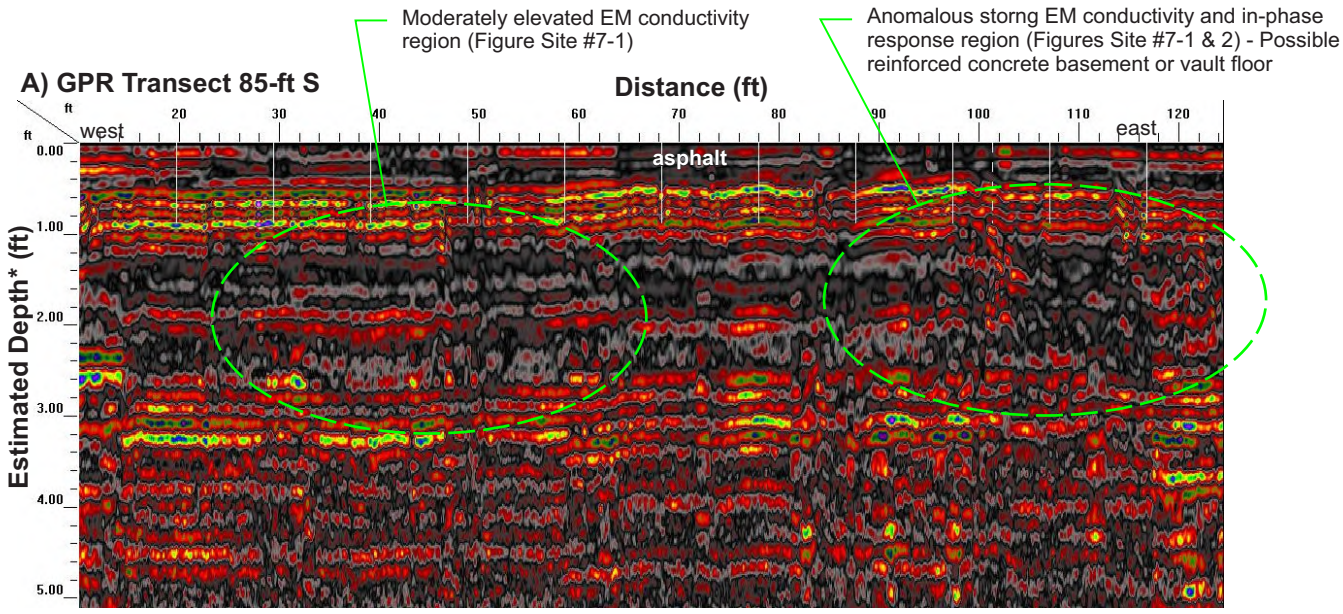 Moderately elevated EM conductivity
region (Figure Site #7-1)
Anomalous storng EM conductivity and in-phase
response region (Figures Site #7-1 & 2) - Possible
reinforced concrete basement or vault floor
A) GPR Transect 85-ft S
Distance (ft)
ft
20 30 40 50 60 70 80 90 100 110 120
ft
west
east
asphalt
Estimated Depth* (ft)
0.00
1.00
2.00
3.00
4.00
5.00